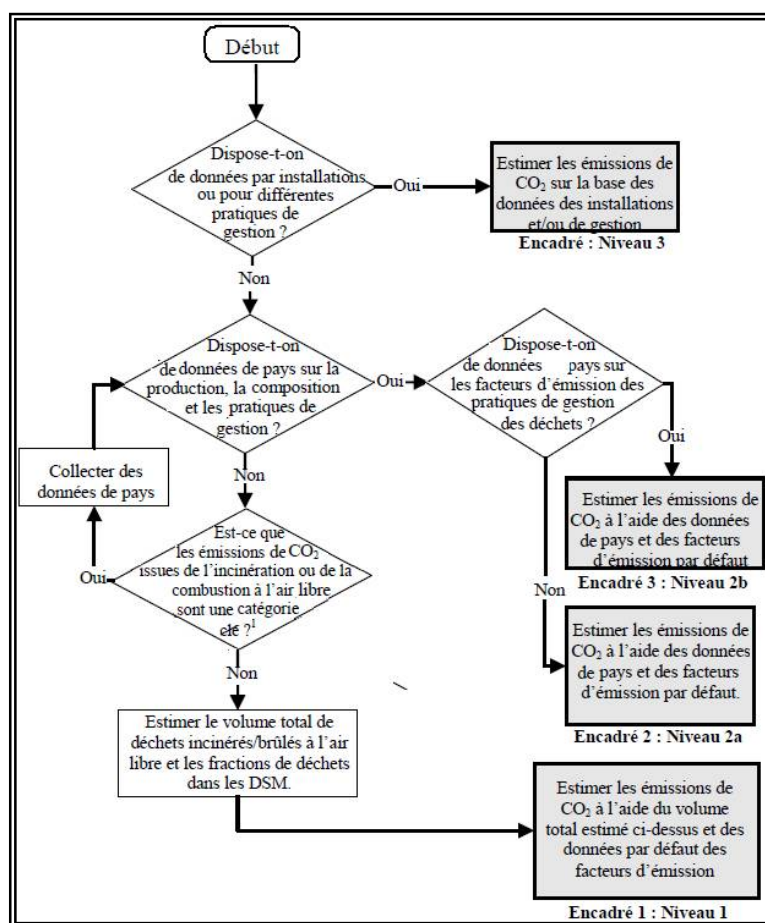 Début
Dispose-t-on
de données par installations
ou pour différentes
pratiques de
gestion ?
Oui
Estimer les émissions de
CO₂ sur la base des
données des installations
et/ou de gestion
Encadré : Niveau 3
Non
Dispose-t-on
de données de pays sur la
production, la composition
et les pratiques de
gestion ?
Oui
Dispose-t-on
de données pays sur
les facteurs d’émission des
pratiques de gestion
des déchets ?
Oui
Estimer les émissions de
CO₂ à l’aide des données
de pays et des facteurs
d’émission par défaut
Encadré 3 : Niveau 2b
Non
Estimer les émissions de
CO₂ à l’aide des données
de pays et des facteurs
d’émission par défaut.
Encadré 2 : Niveau 2a
Non
Collecter des
données de pays
Oui
Est-ce que
les émissions de CO₂
issues de l’incinération ou de la
combustion à l’air libre
sont une catégorie
clé ?¹
Non
Estimer le volume total de
déchets incinérés/brûlés à l’air
libre et les fractions de déchets
dans les DSM.
Estimer les émissions de
CO₂ à l’aide du volume
total estimé ci-dessus et des
données par défaut des
facteurs d’émission
Encadré 1 : Niveau 1